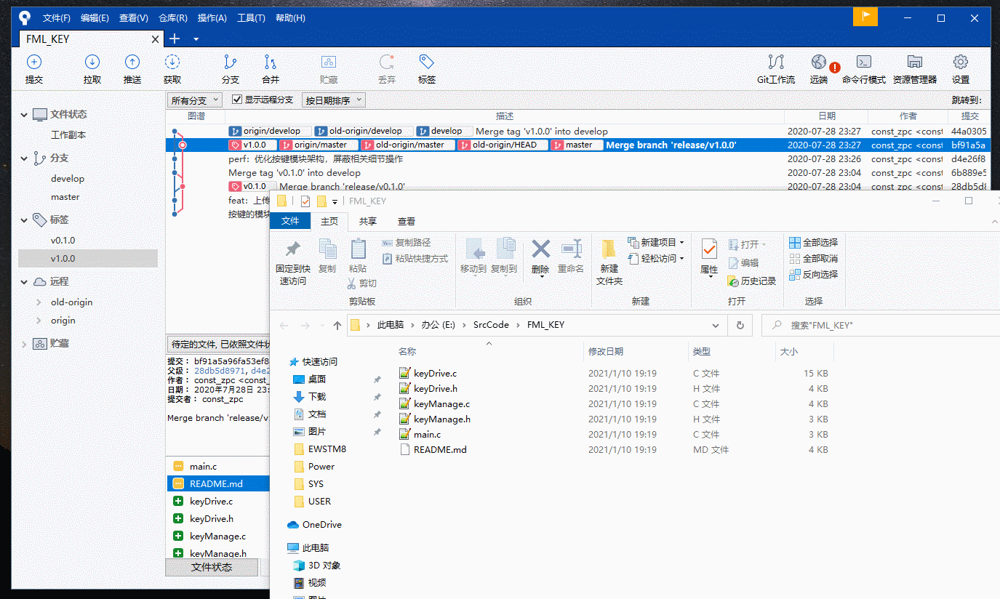 文件(F) 编辑(E) 查看(V) 仓库(R) 操作(A) 工具(T) 帮助(H)
FML_KEY
提交 拉取 推送 获取 分支 合并 贮藏 丢弃 标签 Git工作流 远端 命令行模式 资源管理器 设置
所有分支 显示远程分支 按日期排序 跳转到:
图谱 描述 日期 作者 提交
origin/develop old-origin/develop develop Merge tag 'v1.0.0' into develop 2020-07-28 23:27 const_zpc <const 44a0305
v1.0.0 origin/master old-origin/master old-origin/HEAD master Merge branch 'release/v1.0.0' 2020-07-28 23:27 const_zpc <const bf91a5a
perf：优化按键模块架构，屏蔽相关细节操作 2020-07-28 23:26 const_zpc <const d4e26f8
Merge tag 'v0.1.0' into develop 2020-07-28 23:04 const_zpc <const 6b889e5
v0.1.0 Merge branch 'release/v0.1.0' 2020-07-28 23:04 const_zpc <const 28db5d8
feat：上传
按键的模块
文件状态
工作副本
分支
develop
master
标签
v0.1.0
v1.0.0
远程
old-origin
origin
贮藏
待定的文件, 已依照文件状
提交： bf91a5a96fa53ef8
父级： 28db5d8971, d4e2
作者： const_zpc <const_
日期： 2020年7月28日 23:
提交者： const_zpc
Merge branch 'release/v1
main.c
README.md
keyDrive.c
keyDrive.h
keyManage.c
keyManage.h
文件状态
FML_KEY
文件 主页 共享 查看
固定到快速访问 复制 粘贴 复制路径 粘贴快捷方式 剪切
移动到 复制到 删除 重命名
新建文件夹 新建项目 轻松访问
属性 打开 编辑 历史记录
全部选择 全部取消 反向选择
剪贴板 组织 新建 打开 选择
此电脑 办公 (E:) SrcCode FML_KEY 搜索"FML_KEY"
名称 修改日期 类型 大小
keyDrive.c 2021/1/10 19:19 C 文件 15 KB
keyDrive.h 2021/1/10 19:19 H 文件 4 KB
keyManage.c 2021/1/10 19:19 C 文件 4 KB
keyManage.h 2021/1/10 19:19 H 文件 3 KB
main.c 2021/1/10 19:19 C 文件 3 KB
README.md 2021/1/10 19:19 MD 文件 4 KB
快速访问
桌面
下载
文档
图片
EWSTM8
Power
SYS
USER
OneDrive
此电脑
3D 对象
视频
图片